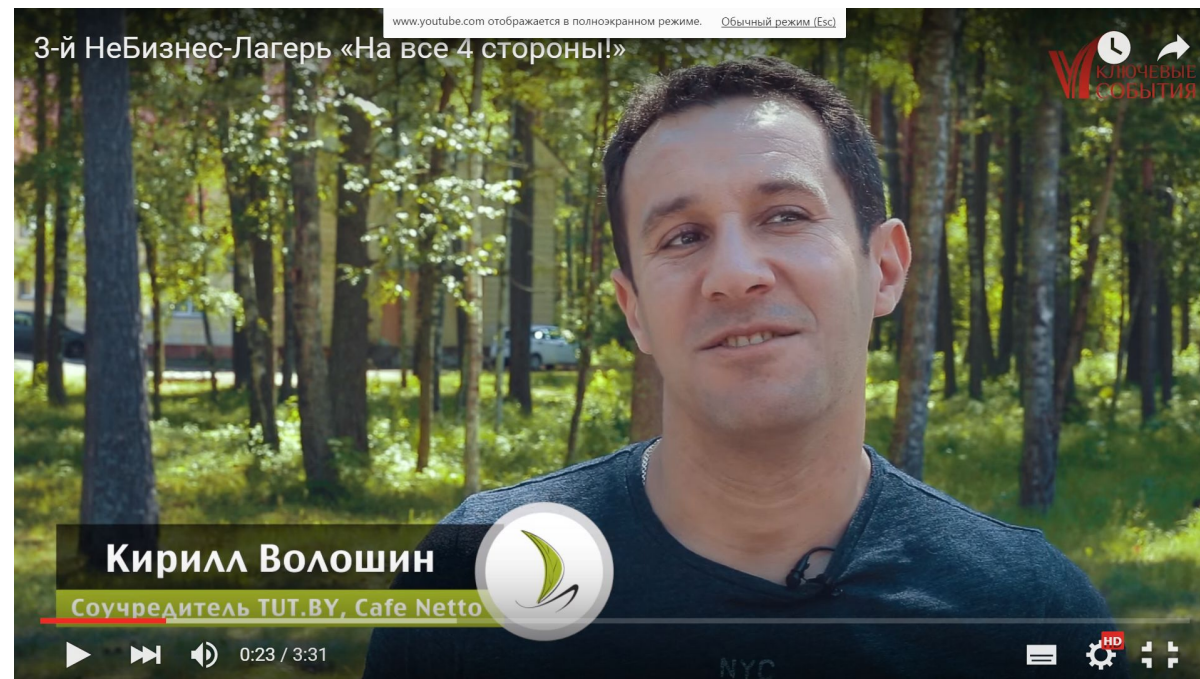 www.youtube.com отображается в полноэкранном режиме. Обычный режим (Esc)
3-й НеБизнес-Лагерь «На все 4 стороны!»
КЛЮЧЕВЫЕ
СОБЫТИЯ
Кирилл Волошин
Соучредитель TUT.BY, Cafe Netto
0:23 / 3:31
HD
NYC